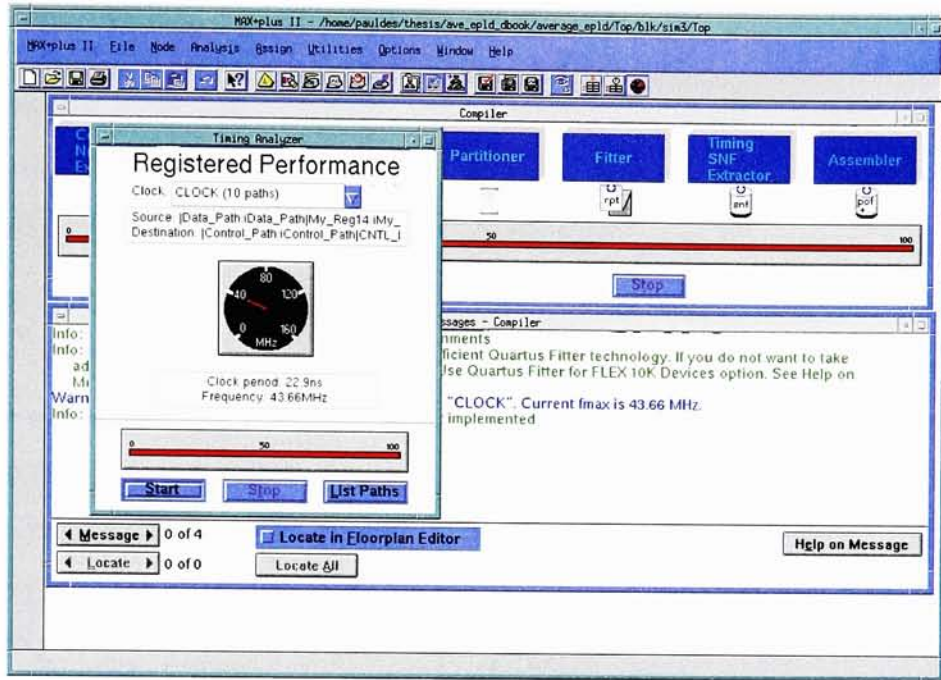 MAX+plus II - /home/pauldes/thesis/ave_epld_dbook/average_epld/Top/blk/sim3/Top
MAX+plus II File Node Analysis Assign Utilities Options Window Help
Compiler
Partitioner
Fitter
Timing
SNF
Extractor
Assembler
rpt
snf
pof
0
50
100
Stop
Timing Analyzer
Registered Performance
Clock CLOCK (10 paths)
Source |Data_Path iData_Path|My_Reg14 iMy_
Destination |Control_Path iControl_Path|CNTL_
0
40
80
120
160
MHz
Clock period 22.9ns
Frequency 43.66MHz
0 50 100
Start
Stop
List Paths
ssages - Compiler
Info:
nments
Info:
ficient Quartus Fitter technology. If you do not want to take
ad
Use Quartus Fitter for FLEX 10K Devices option. See Help on
Warn
"CLOCK". Current fmax is 43.66 MHz.
Info:
implemented
Message 0 of 4
Locate in Floorplan Editor
Help on Message
Locate 0 of 0
Locate All